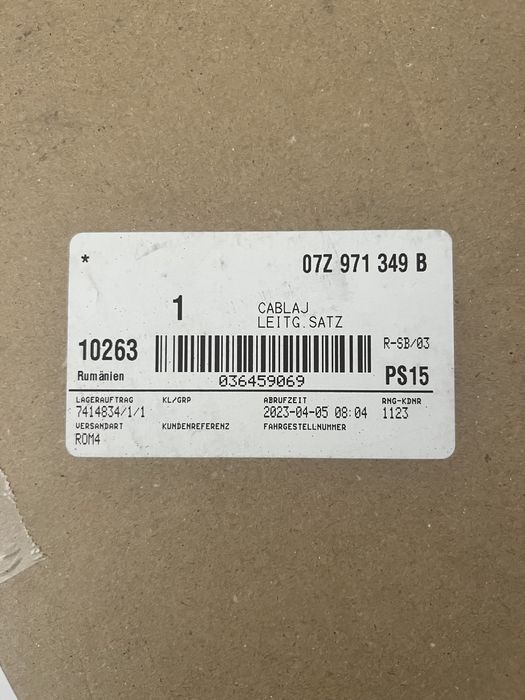 * 07Z 971 349 B
1 CABLAJ
LEITG.SATZ
10263 R-SB/03
Rumänien 036459069 PS15
LAGERAUFTRAG KL/GRP ABRUFZEIT RNG-KDNR
7414834/1/1 2023-04-05 08:04 1123
VERSANDART KUNDENREFERENZ FAHRGESTELLNUMMER
ROM4